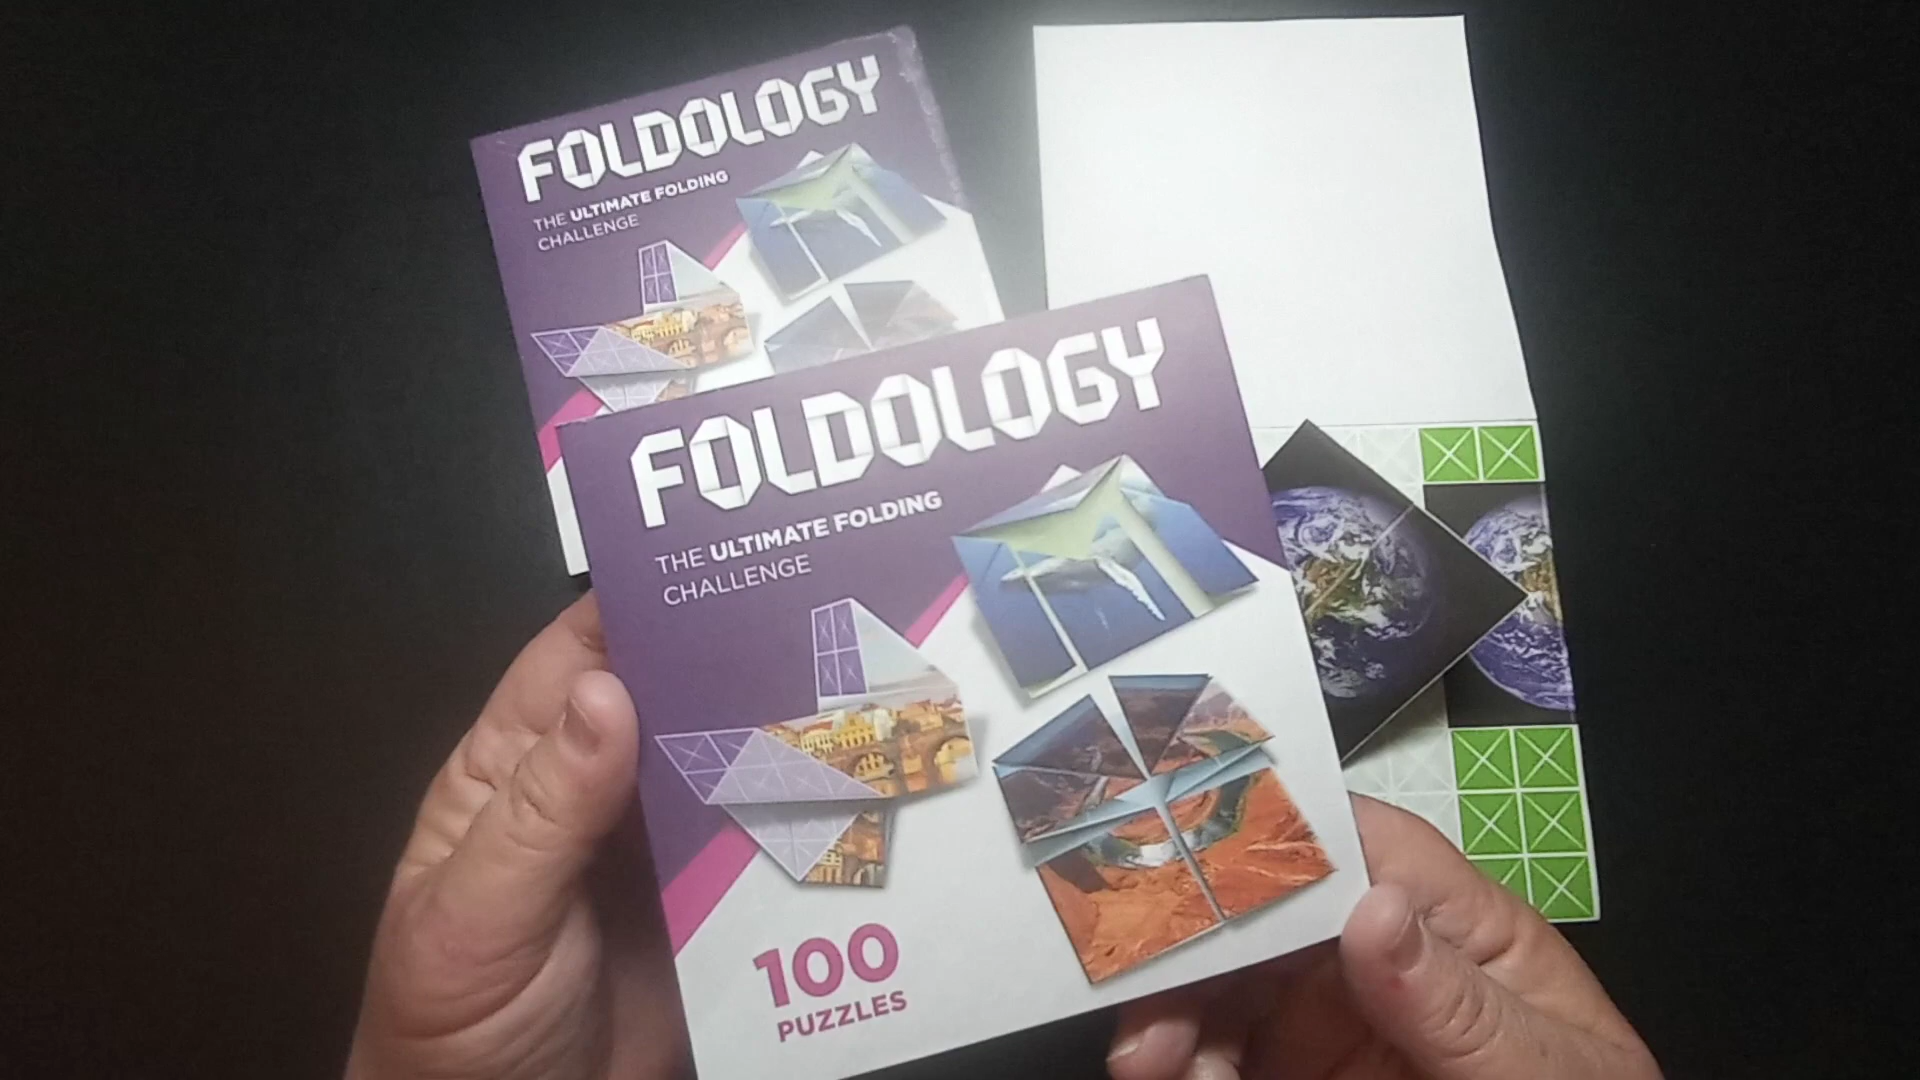 FOLDOLOGY
THE ULTIMATE FOLDING
CHALLENGE
FOLDOLOGY
THE ULTIMATE FOLDING
CHALLENGE
100
PUZZLES